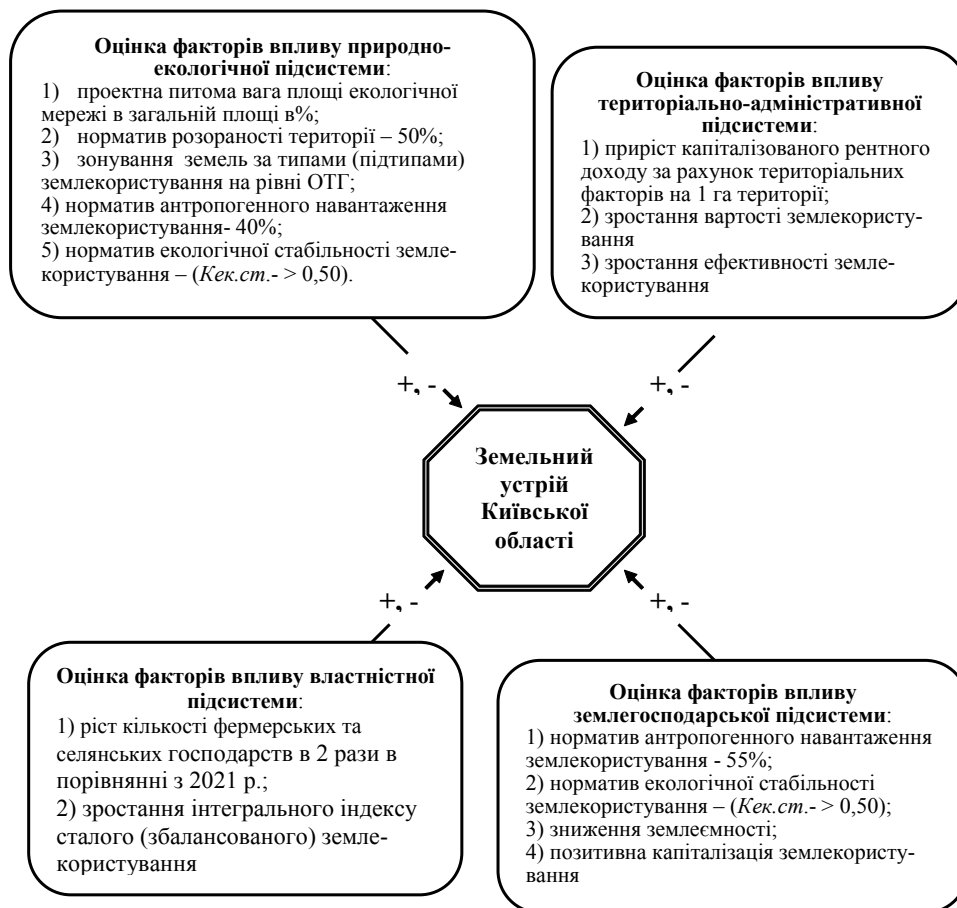 Оцінка факторів впливу природно-
екологічної підсистеми:
1) проектна питома вага площі екологічної
мережі в загальній площі в%;
2) норматив розораності території – 50%;
3) зонування земель за типами (підтипами)
землекористування на рівні ОТГ;
4) норматив антропогенного навантаження
землекористування- 40%;
5) норматив екологічної стабільності земле-
користування – (Кек.ст.- > 0,50).
Оцінка факторів впливу
територіально-адміністративної
підсистеми:
1) приріст капіталізованого рентного
доходу за рахунок територіальних
факторів на 1 га території;
2) зростання вартості землекористу-
вання
3) зростання ефективності земле-
користування
+, -
+, -
Земельний
устрій
Київської
області
+, -
+, -
Оцінка факторів впливу властністної
підсистеми:
1) ріст кількості фермерських та
селянських господарств в 2 рази в
порівнянні з 2021 р.;
2) зростання інтегрального індексу
сталого (збалансованого) земле-
користування
Оцінка факторів впливу
землегосподарської підсистеми:
1) норматив антропогенного навантаження
землекористування - 55%;
2) норматив екологічної стабільності
землекористування – (Кек.ст.- > 0,50);
3) зниження землеємності;
4) позитивна капіталізація землекористу-
вання